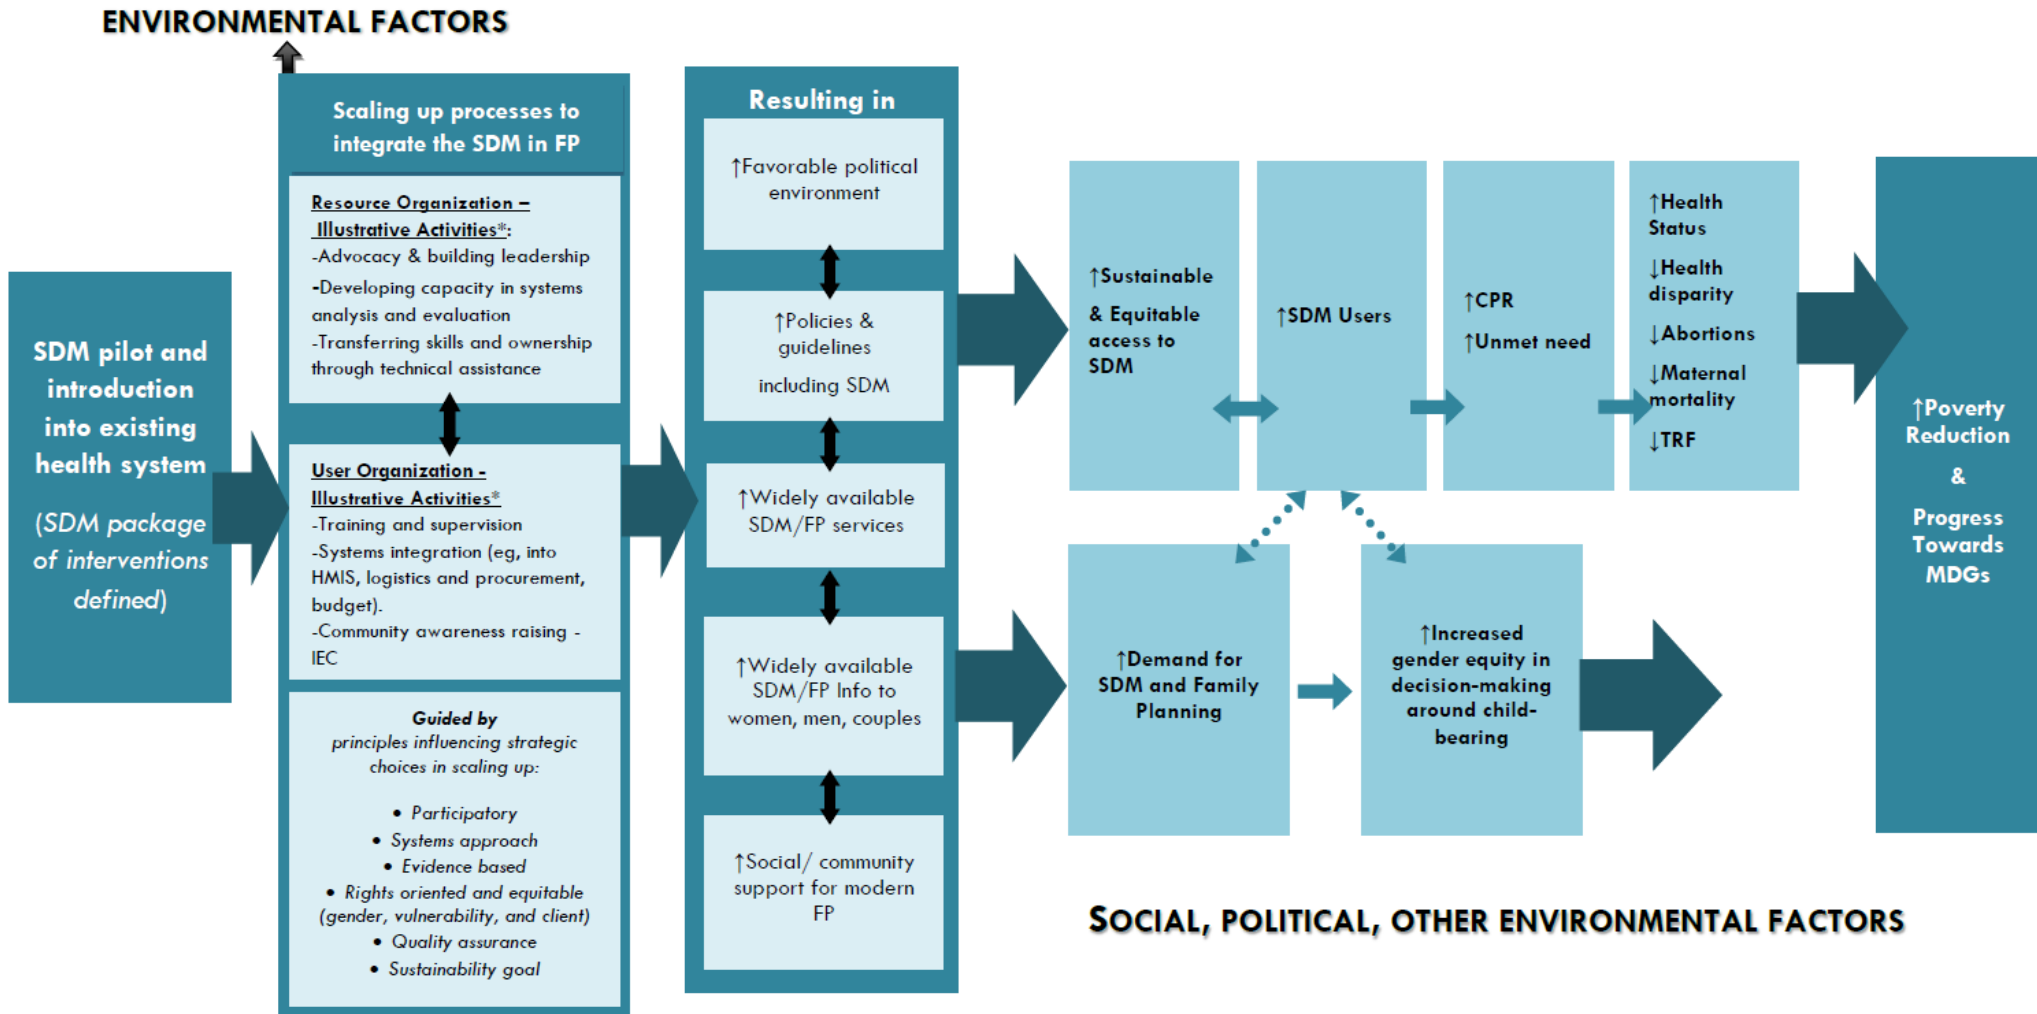 ENVIRONMENTAL FACTORS
SDM pilot and
introduction
into existing
health system
(SDM package
of interventions
defined)
Scaling up processes to
integrate the SDM in FP
Resource Organization –
Illustrative Activities*:
-Advocacy & building leadership
-Developing capacity in systems
analysis and evaluation
-Transferring skills and ownership
through technical assistance
User Organization -
Illustrative Activities*
-Training and supervision
-Systems integration (eg, into
HMIS, logistics and procurement,
budget).
-Community awareness raising -
IEC
Guided by
principles influencing strategic
choices in scaling up:
• Participatory
• Systems approach
• Evidence based
• Rights oriented and equitable
(gender, vulnerability, and client)
• Quality assurance
• Sustainability goal
Resulting in
↑Favorable political
environment
↑Policies &
guidelines
including SDM
↑Widely available
SDM/FP services
↑Widely available
SDM/FP Info to
women, men, couples
↑Social/ community
support for modern
FP
↑Sustainable
& Equitable
access to
SDM
↑SDM Users
↑CPR
↑Unmet need
↑Health
Status
↓Health
disparity
↓Abortions
↓Maternal
mortality
↓TRF
↑Demand for
SDM and Family
Planning
↑Increased
gender equity in
decision-making
around child-
bearing
↑Poverty
Reduction
&
Progress
Towards
MDGs
SOCIAL, POLITICAL, OTHER ENVIRONMENTAL FACTORS